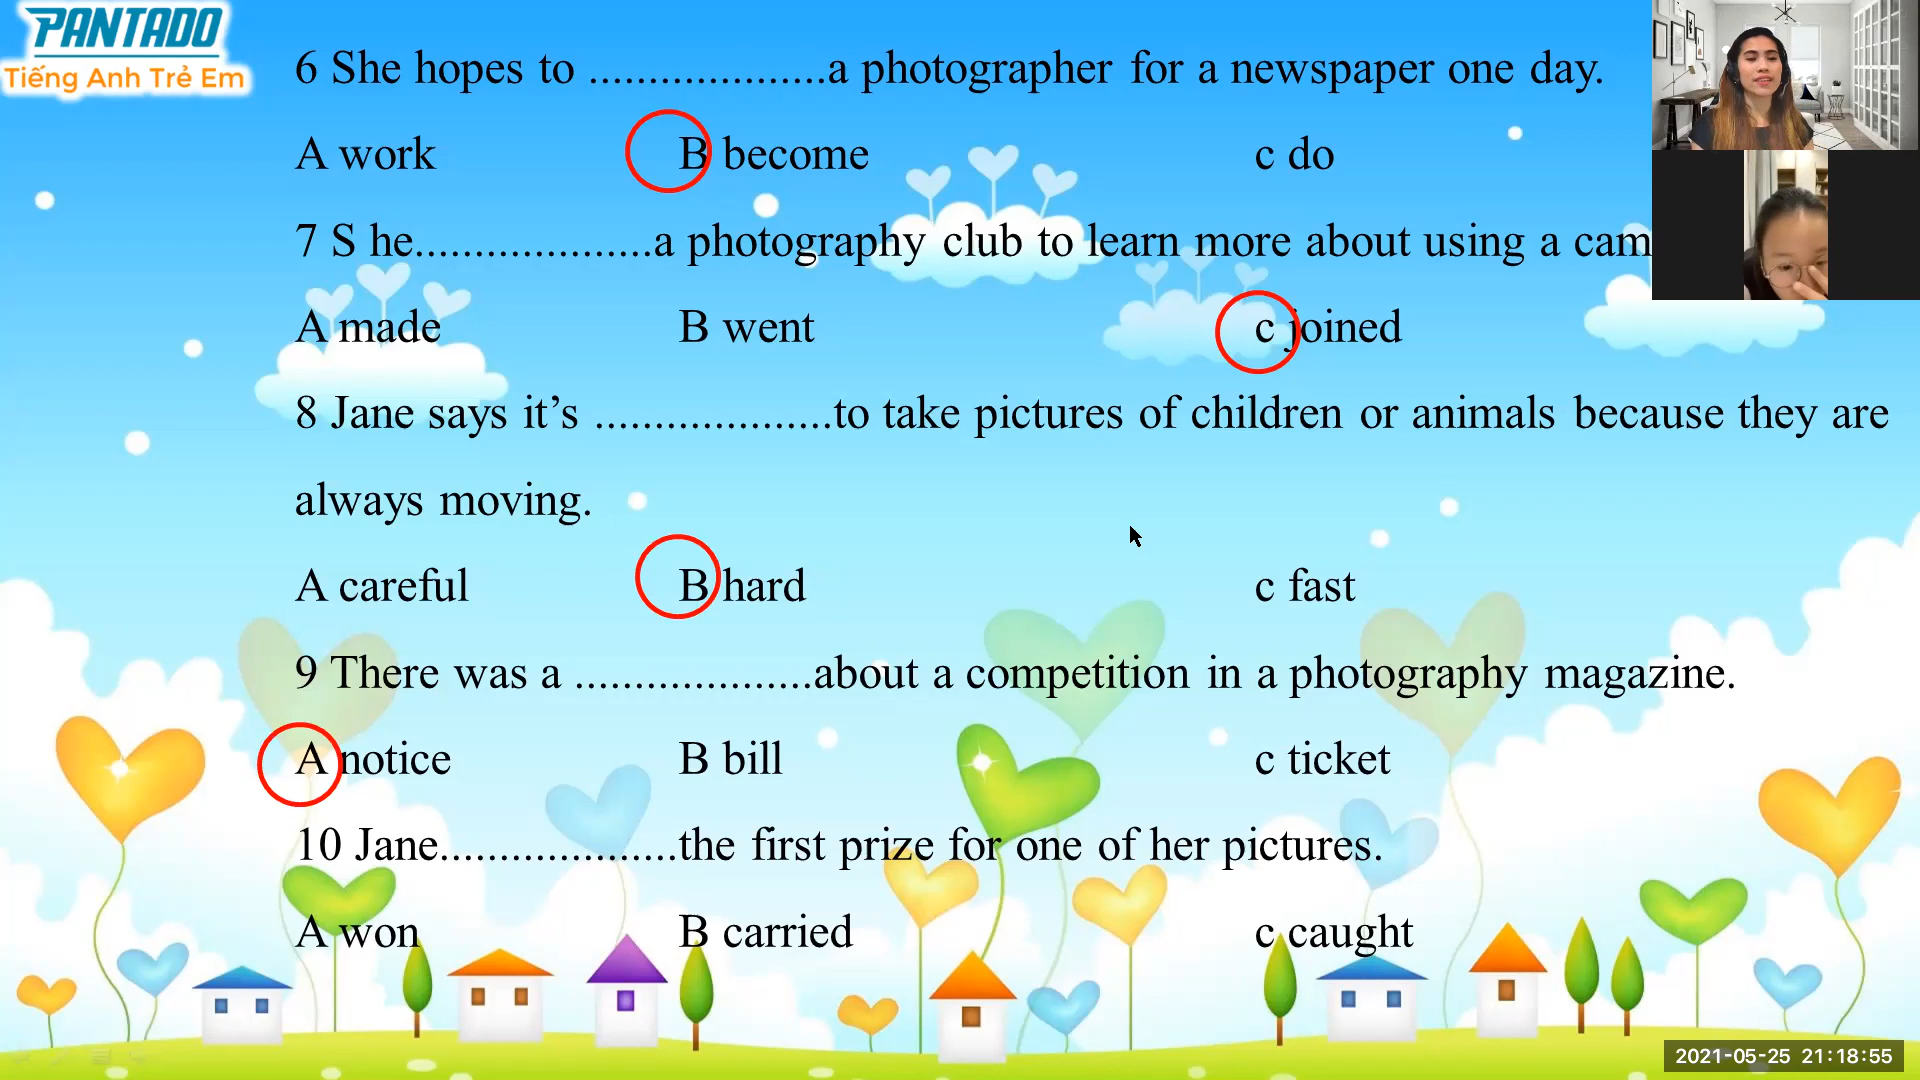 PANTADO
Tiếng Anh Trẻ Em
6 She hopes to ....................a photographer for a newspaper one day.
A work B become c do
7 S he....................a photography club to learn more about using a cam
A made B went c joined
8 Jane says it’s ....................to take pictures of children or animals because they are
always moving.
A careful B hard c fast
9 There was a ....................about a competition in a photography magazine.
A notice B bill c ticket
10 Jane....................the first prize for one of her pictures.
A won B carried c caught
2021-05-25 21:18:55